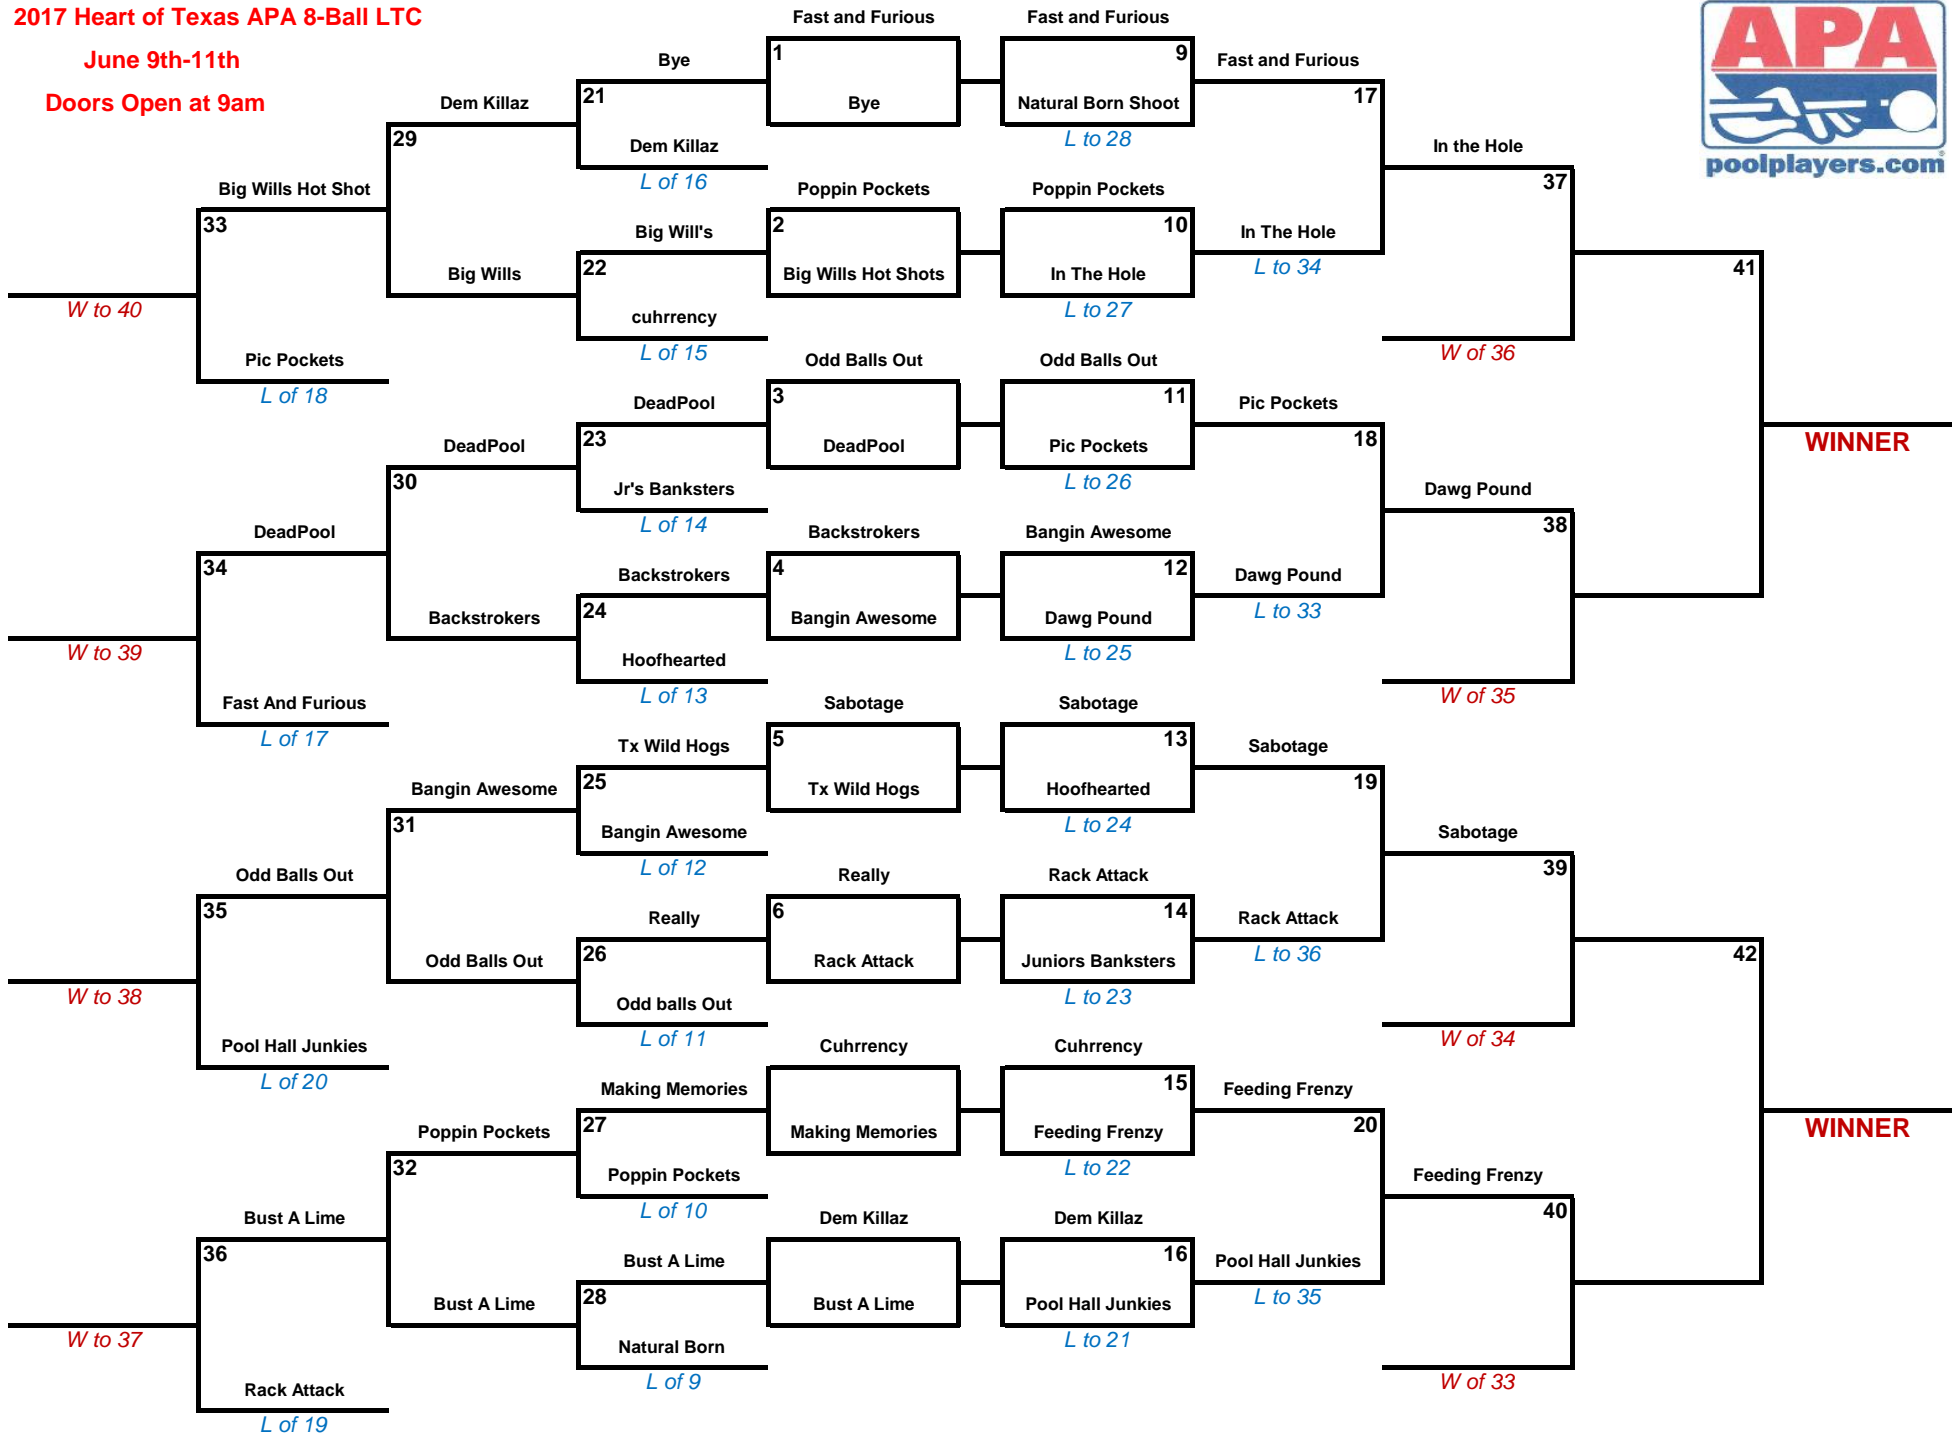 2017 Heart of Texas APA 8-Ball LTC
June 9th-11th
Doors Open at 9am
APA
poolplayers.com
Fast and Furious
Fast and Furious
1
9
Bye
Fast and Furious
Bye
Natural Born Shoot
Dem Killaz
21
17
29
L to 28
Dem Killaz
In the Hole
L of 16
37
Big Wills Hot Shot
Poppin Pockets
Poppin Pockets
33
2
10
Big Will's
In The Hole
Big Wills
22
Big Wills Hot Shots
In The Hole
L to 34
41
W to 40
L to 27
cuhrrency
L of 15
W of 36
Pic Pockets
Odd Balls Out
Odd Balls Out
L of 18
3
11
DeadPool
Pic Pockets
23
18
WINNER
DeadPool
DeadPool
Pic Pockets
30
L to 26
Jr's Banksters
Dawg Pound
L of 14
38
DeadPool
Backstrokers
Bangin Awesome
34
4
12
Backstrokers
Dawg Pound
24
L to 33
Backstrokers
Bangin Awesome
Dawg Pound
W to 39
L to 25
Hoofhearted
L of 13
W of 35
Fast And Furious
Sabotage
Sabotage
L of 17
5
13
Tx Wild Hogs
Sabotage
25
19
Bangin Awesome
Tx Wild Hogs
Hoofhearted
31
L to 24
Bangin Awesome
Sabotage
L of 12
39
Odd Balls Out
Really
Rack Attack
35
6
14
Really
Rack Attack
26
L to 36
42
Odd Balls Out
Rack Attack
Juniors Banksters
W to 38
L to 23
Odd balls Out
L of 11
W of 34
Pool Hall Junkies
Cuhrrency
Cuhrrency
L of 20
15
Making Memories
Feeding Frenzy
27
20
WINNER
Poppin Pockets
Making Memories
Feeding Frenzy
32
L to 22
Poppin Pockets
Feeding Frenzy
L of 10
40
Bust A Lime
Dem Killaz
Dem Killaz
36
16
Bust A Lime
Pool Hall Junkies
28
L to 35
Bust A Lime
Bust A Lime
Pool Hall Junkies
W to 37
L to 21
Natural Born
L of 9
W of 33
Rack Attack
L of 19